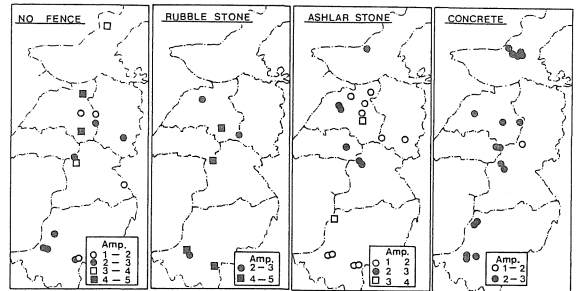 NO FENCE
Amp.
1 – 2
2 – 3
3 – 4
4 – 5
RUBBLE STONE
Amp.
2 – 3
4 – 5
ASHLAR STONE
Amp.
1 2
2 3
3 4
CONCRETE
Amp.
1 – 2
2 – 3